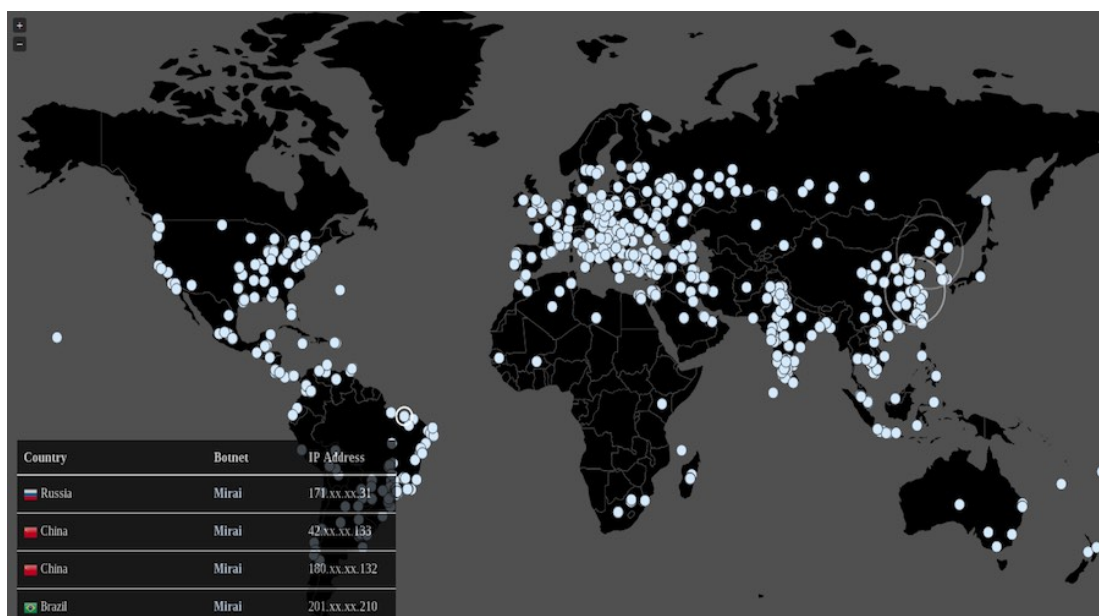 +
−
Country Botnet IP Address
Russia Mirai 171.xx.xx.31
China Mirai 42.xx.xx.133
China Mirai 180.xx.xx.132
Brazil Mirai 201.xx.xx.210